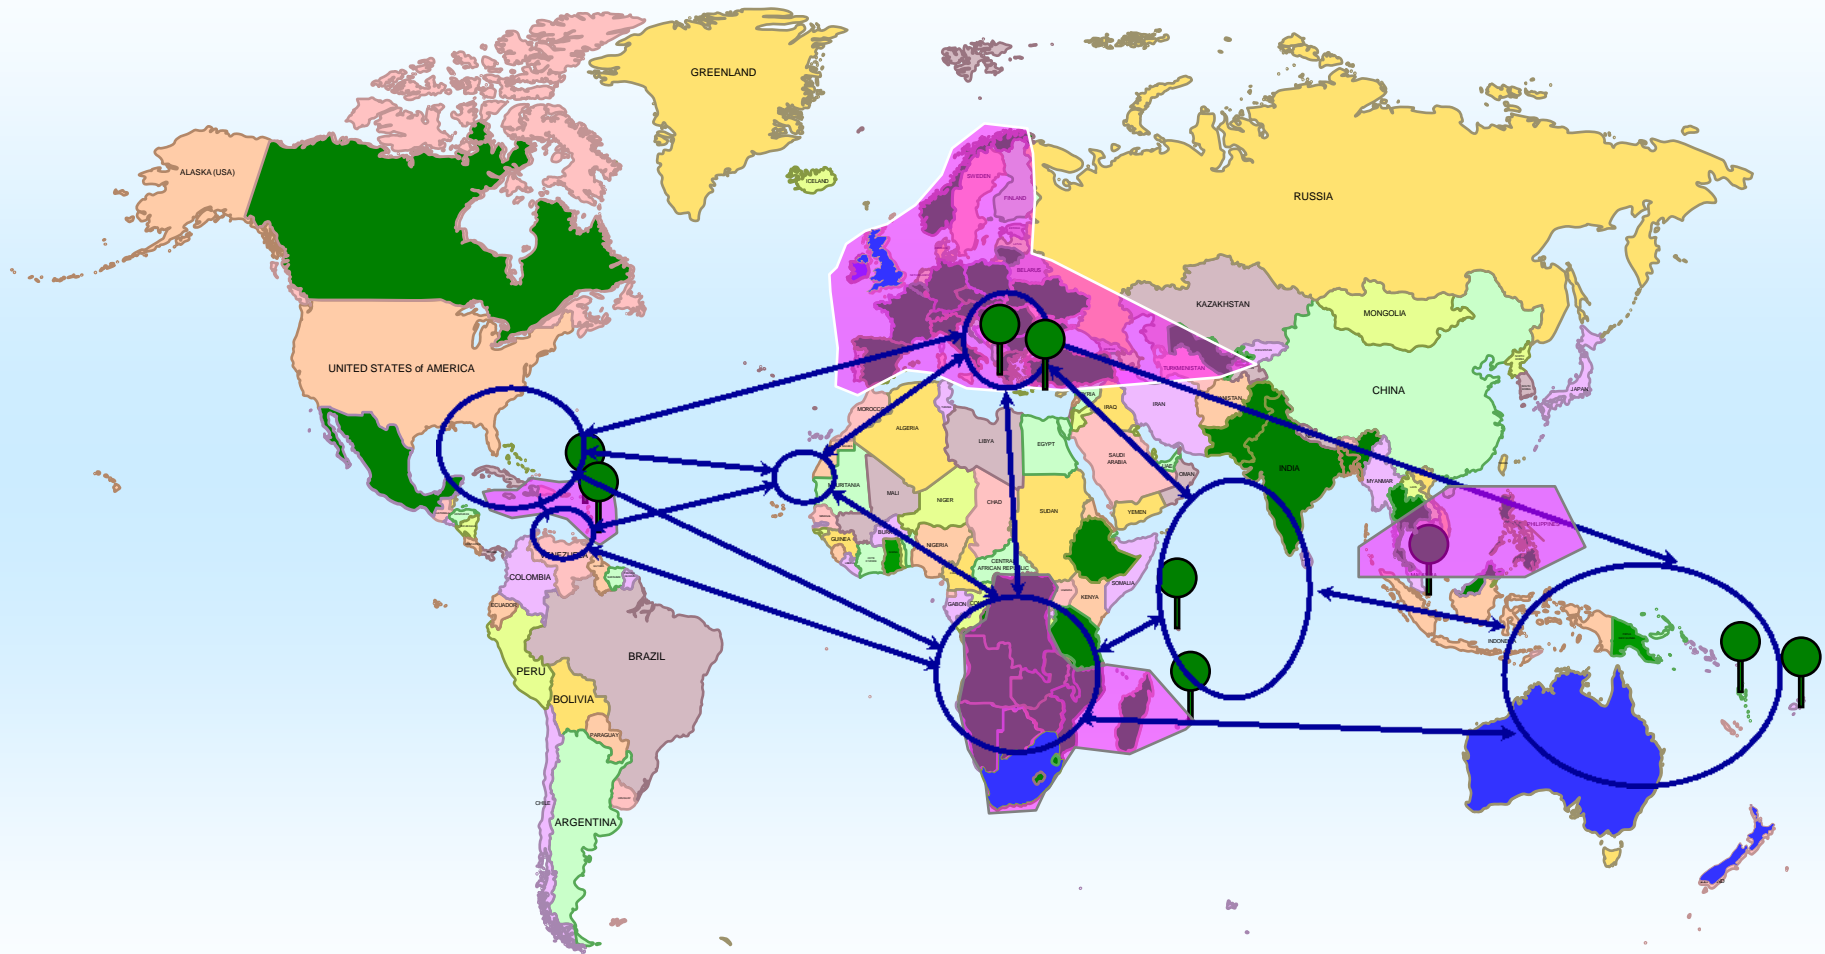 GREENLAND
ALASKA (USA)
ICELAND
SWEDEN
FINLAND
RUSSIA
BELARUS
KAZAKHSTAN
MONGOLIA
UNITED STATES of AMERICA
TURKMENISTAN
CHINA
JAPAN
MOROCCO
ALGERIA
LIBYA
EGYPT
IRAQ
IRAN
SAUDI
ARABIA
UAE
OMAN
INDIA
MYANMAR
MALI
NIGER
CHAD
SUDAN
YEMEN
PHILIPPINES
GUINEA
NIGERIA
CENTRAL
AFRICAN REPUBLIC
SOMALIA
VENEZUELA
COLOMBIA
ECUADOR
GABON
KENYA
BRAZIL
PERU
BOLIVIA
PARAGUAY
CHILE
ARGENTINA